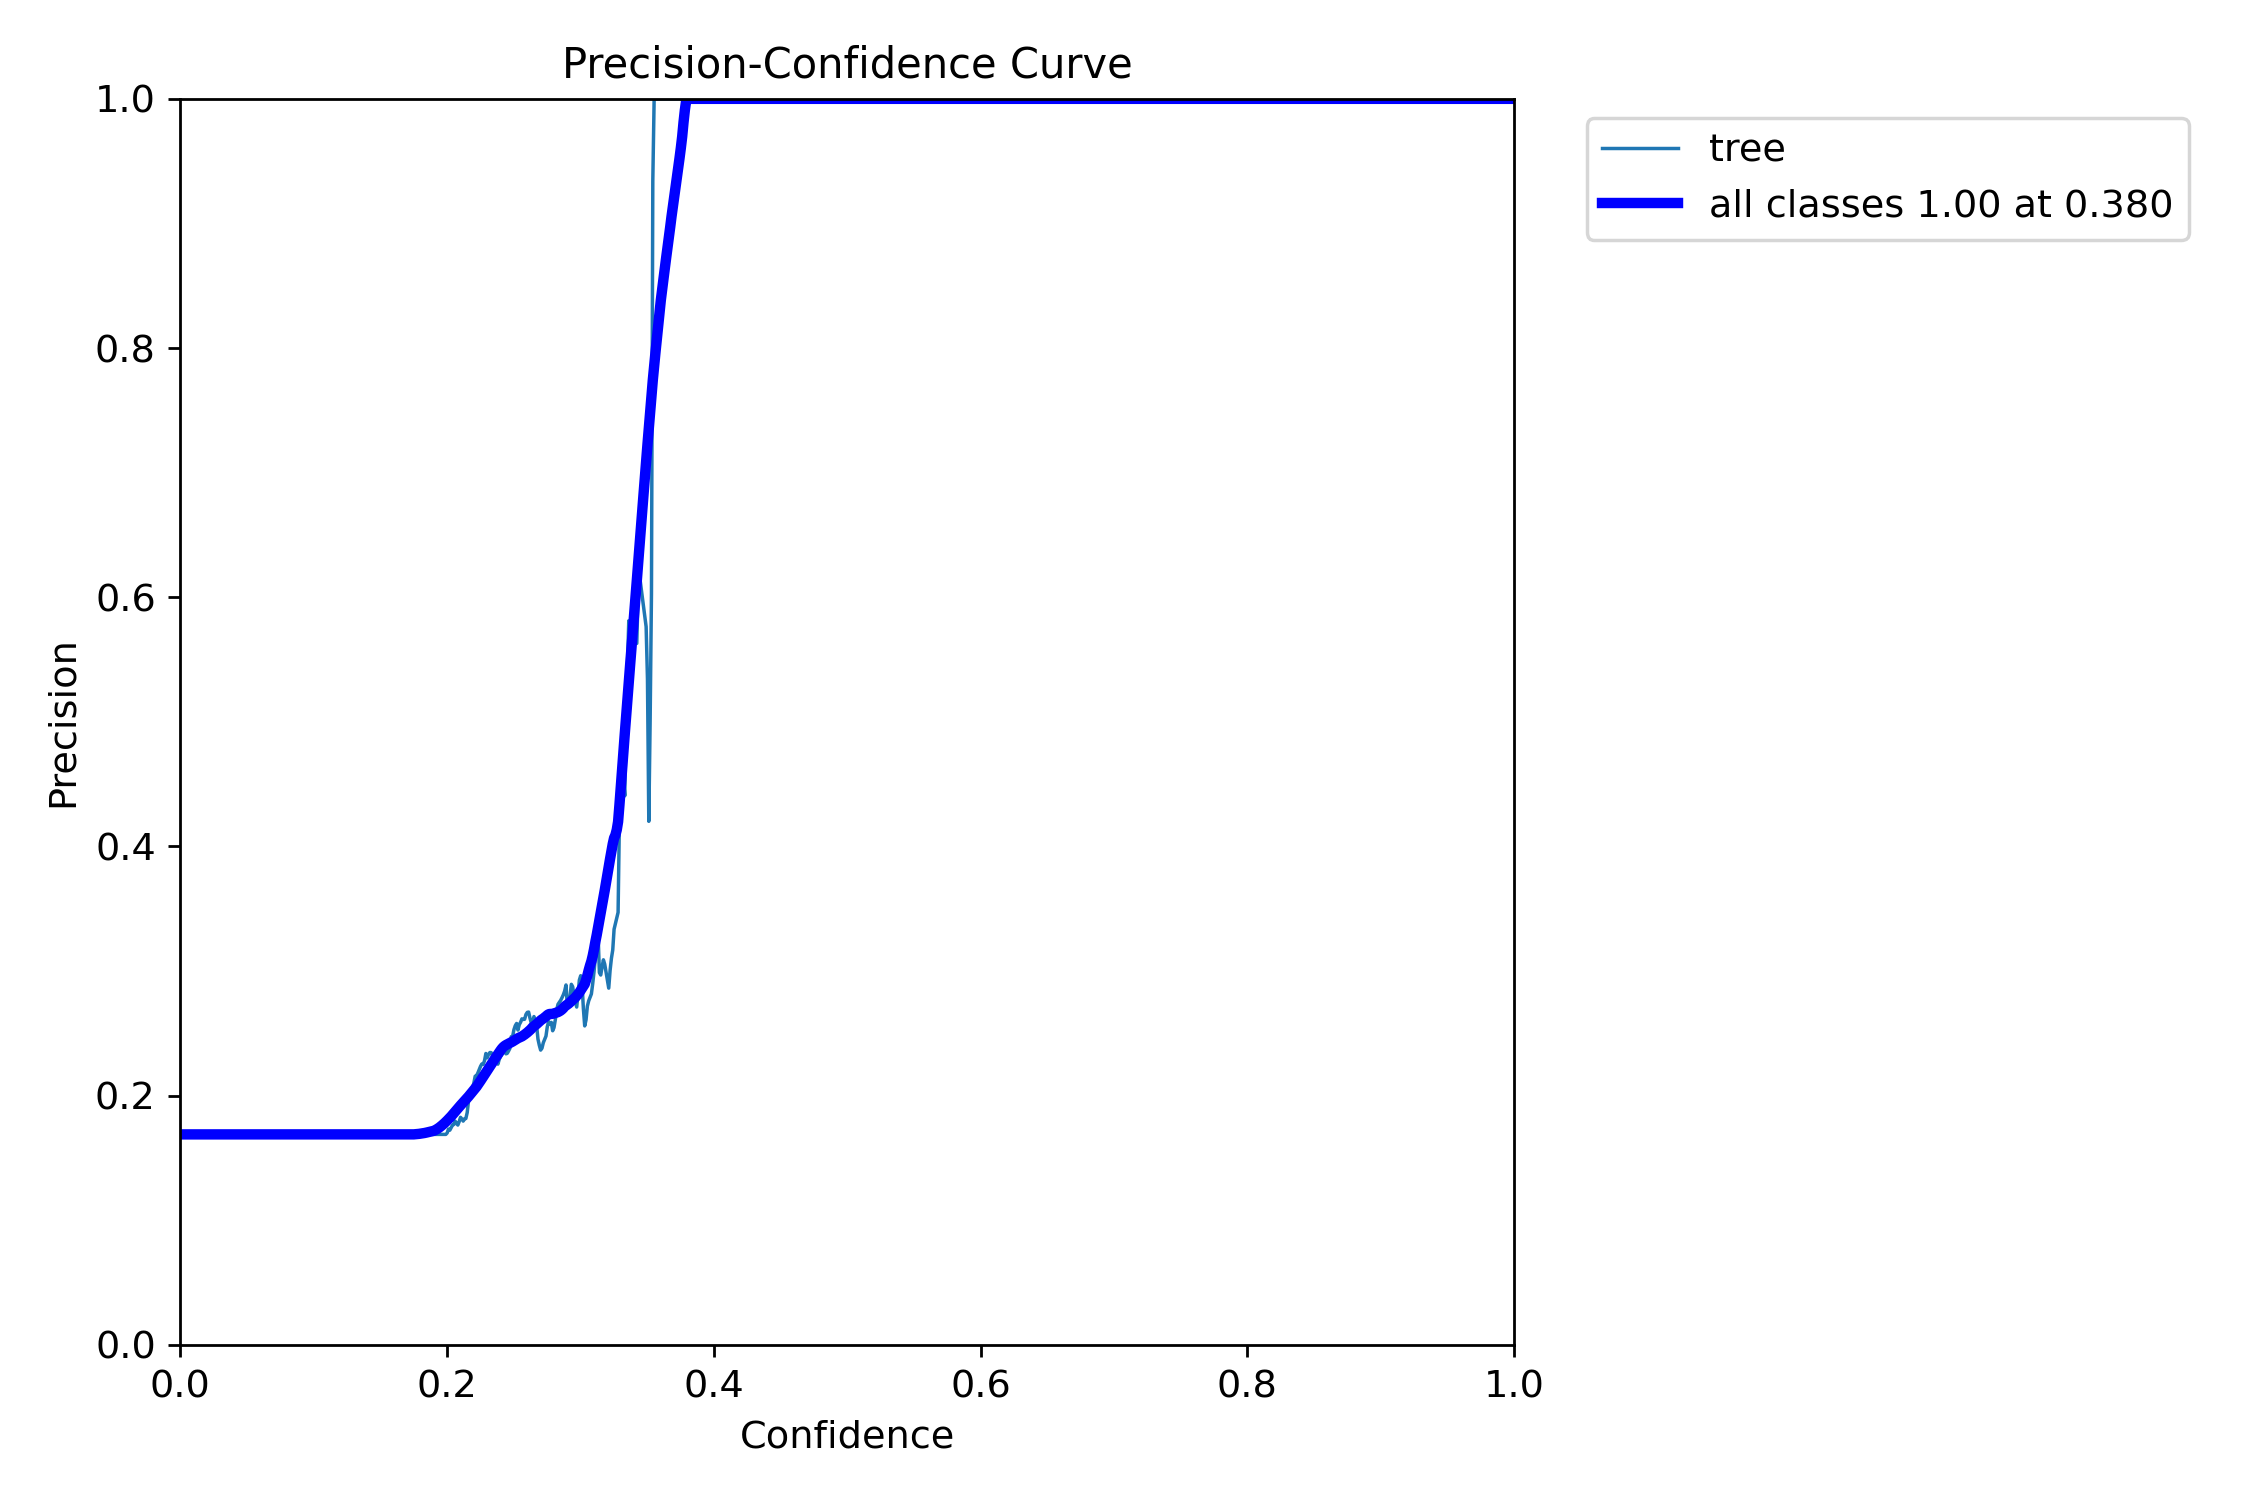 Precision-Confidence Curve
1.0
0.8
0.6
0.4
0.2
0.0
Precision
0.0 0.2 0.4 0.6 0.8 1.0
Confidence
tree
all classes 1.00 at 0.380